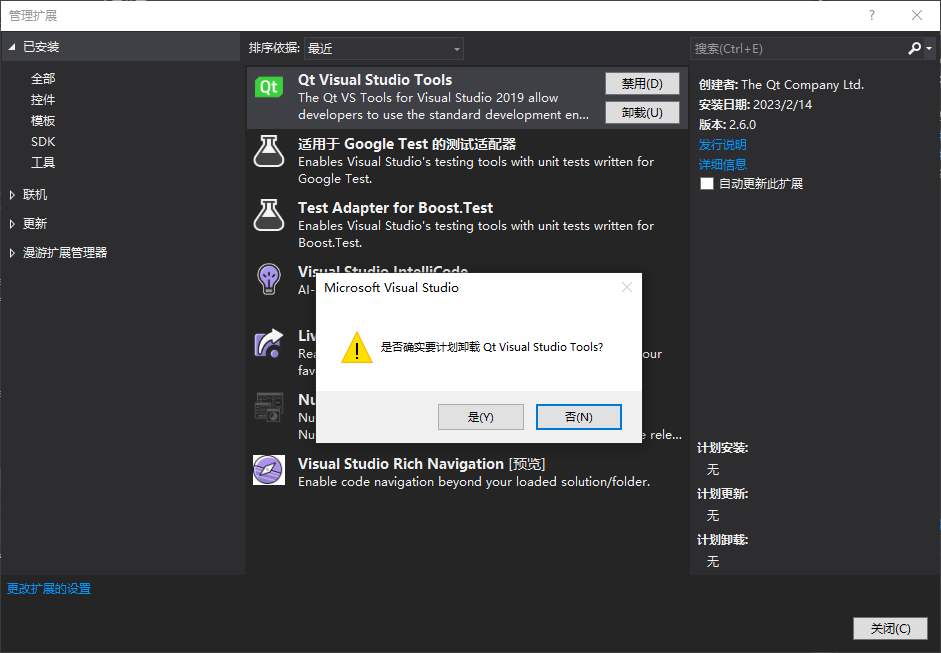 管理扩展
已安装
全部
控件
模板
SDK
工具
联机
更新
漫游扩展管理器
更改扩展的设置
排序依据: 最近
Qt
Qt Visual Studio Tools
The Qt VS Tools for Visual Studio 2019 allow
developers to use the standard development en...
禁用(D)
卸载(U)
适用于 Google Test 的测试适配器
Enables Visual Studio's testing tools with unit tests written for
Google Test.
Test Adapter for Boost.Test
Enables Visual Studio's testing tools with unit tests written for
Boost.Test.
Visual Studio IntelliCode
AI-
Liv
Rea our
fav
Nu
Nu
Nu e rele...
Visual Studio Rich Navigation [预览]
Enable code navigation beyond your loaded solution/folder.
Microsoft Visual Studio
是否确实要计划卸载 Qt Visual Studio Tools?
是(Y)
否(N)
搜索(Ctrl+E)
创建者: The Qt Company Ltd.
安装日期: 2023/2/14
版本: 2.6.0
发行说明
详细信息
自动更新此扩展
计划安装:
无
计划更新:
无
计划卸载:
无
关闭(C)